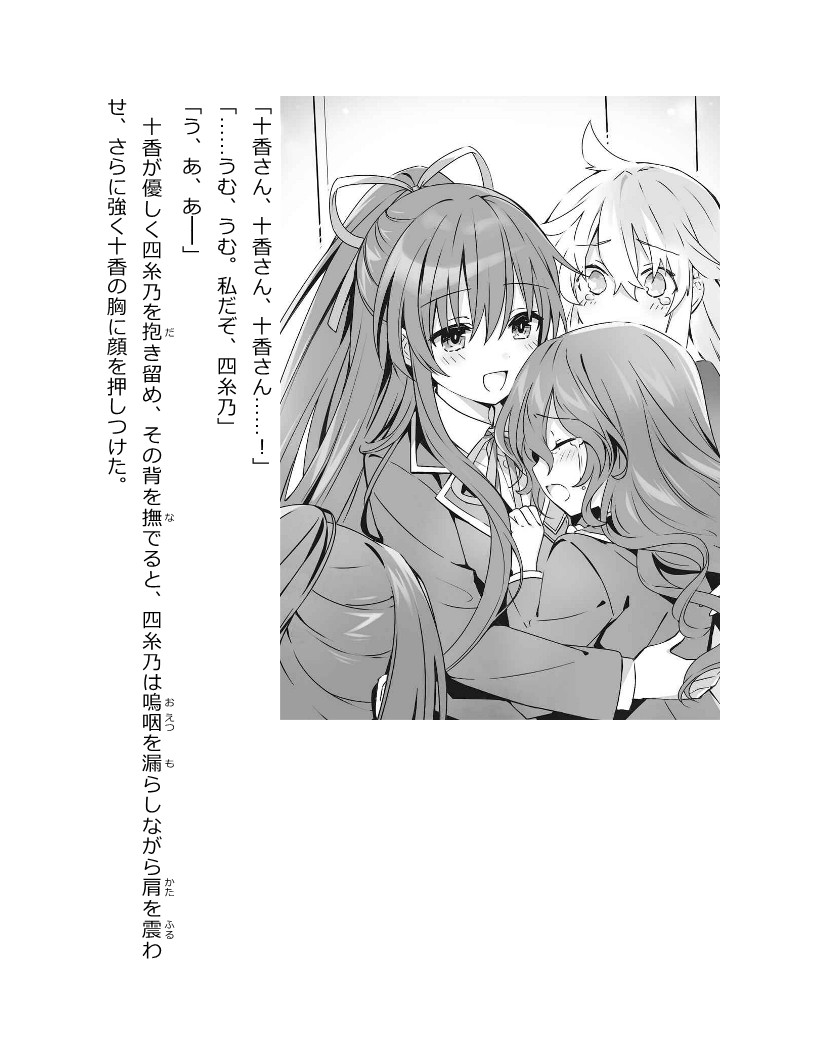 「十香さん、十香さん、十香さん……！」
「……うむ、うむ。私だぞ、四糸乃」
「う、あ、あ――」
　十香が優しく四糸乃を抱き留め、その背を撫でると、四糸乃は嗚咽を漏らしながら肩を震わ
せ、さらに強く十香の胸に顔を押しつけた。